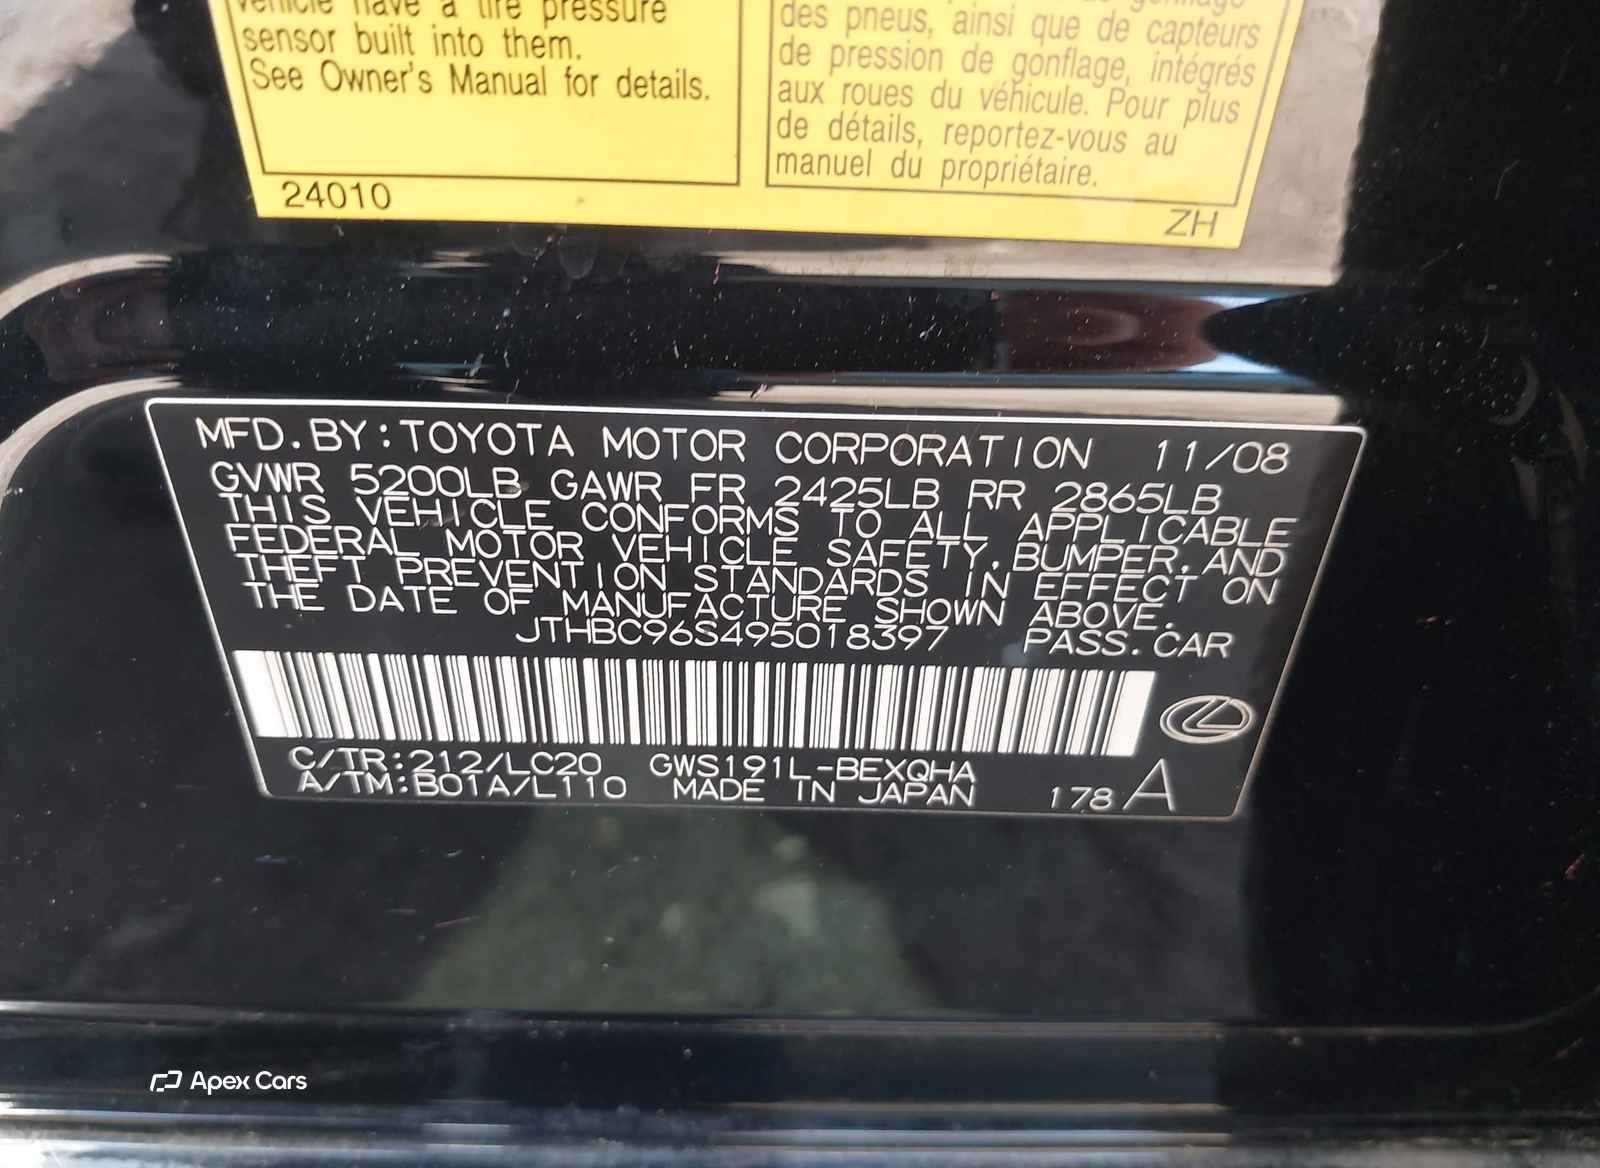 vehicle have a tire pressure
sensor built into them.
See Owner's Manual for details.
24010
de gonflage
des pneus, ainsi que de capteurs
de pression de gonflage, intégrés
aux roues du véhicule. Pour plus
de détails, reportez-vous au
manuel du propriétaire.
ZH
MFD.BY:TOYOTA MOTOR CORPORATION 11/08
GVWR 5200LB GAWR FR 2425LB RR 2865LB
THIS VEHICLE CONFORMS TO ALL APPLICABLE
FEDERAL MOTOR VEHICLE SAFETY,BUMPER,AND
THEFT PREVENTION STANDARDS IN EFFECT ON
THE DATE OF MANUFACTURE SHOWN ABOVE.
JTHBC96S495018397 PASS.CAR
C/TR:212/LC20 GWS191L-BEXQHA
A/TM:B01A/L110 MADE IN JAPAN 178 A
Apex Cars